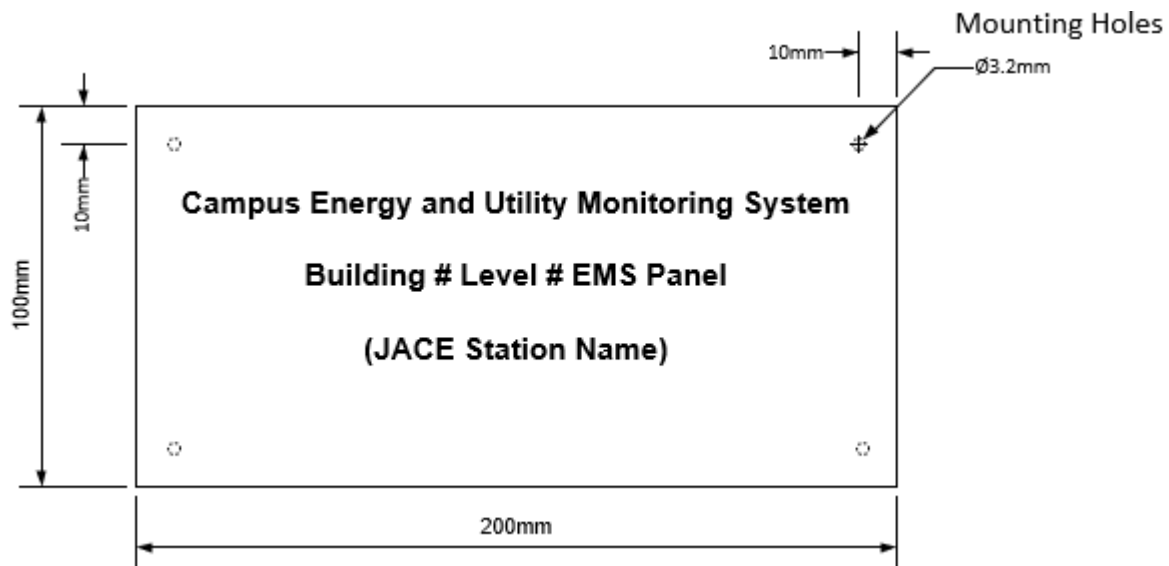 Mounting Holes
10mm
Ø3.2mm
10mm
100mm
Campus Energy and Utility Monitoring System
Building # Level # EMS Panel
(JACE Station Name)
200mm